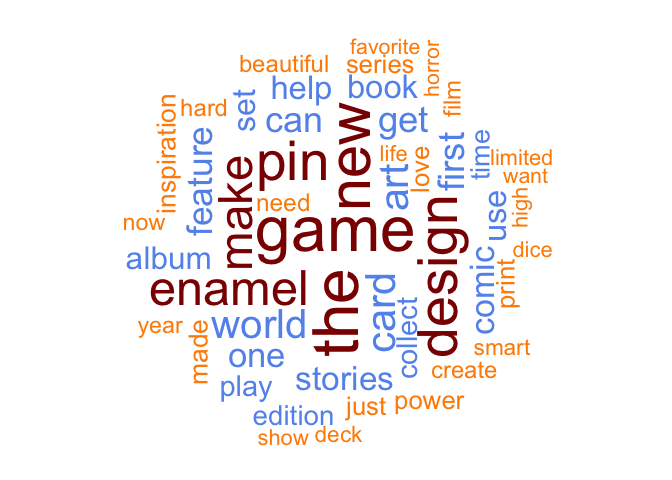 favorite
beautiful
series
horror
help
book
film
set
hard
inspiration
can
get
new
feature
pin
life
love
first
time
limited
want
make
art
need
use
high
now
game
design
dice
album
enamel
the
card
comic
print
year
world
collect
made
one
smart
stories
create
play
just
power
edition
show
deck